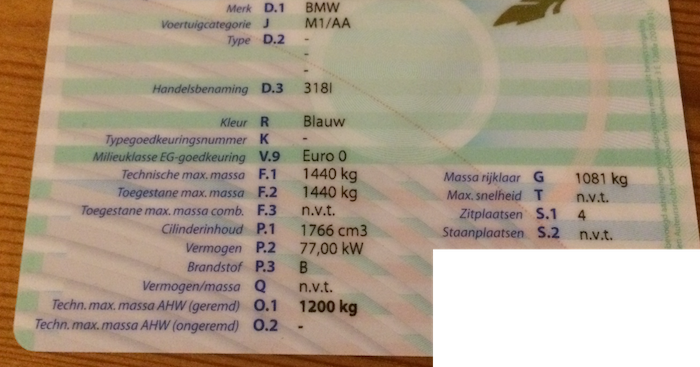 Merk D.1 BMW
Voertuigcategorie J M1/AA
Type D.2 -
-
-
Handelsbenaming D.3 318I
Kleur R Blauw
Typegoedkeuringsnummer K -
Milieuklasse EG-goedkeuring V.9 Euro 0
Technische max. massa F.1 1440 kg
Massa rijklaar G 1081 kg
Toegestane max. massa F.2 1440 kg
Max. snelheid T n.v.t.
Toegestane max. massa comb. F.3 n.v.t.
Zitplaatsen S.1 4
Cilinderinhoud P.1 1766 cm3
Staanplaatsen S.2 n.v.t.
Vermogen P.2 77,00 kW
Brandstof P.3 B
Vermogen/massa Q n.v.t.
Techn. max. massa AHW (geremd) O.1 1200 kg
Techn. max. massa AHW (ongeremd) O.2 -